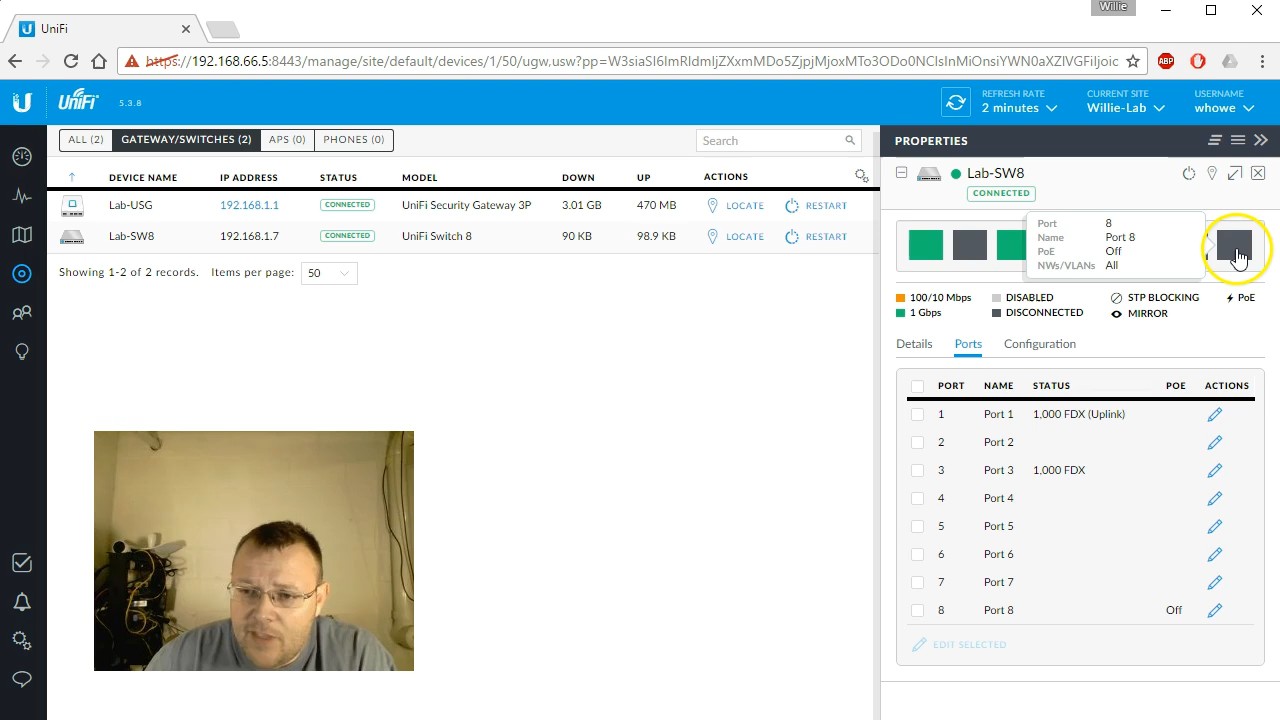 Willie
UniFi
https://192.168.66.5:8443/manage/site/default/devices/1/50/ugw,usw?pp=W3siaSI6ImRldmljZXXxmMDo5ZjpjMjoxMTo3ODo0NCIsInMiOnsiYWN0aXZlVGFiIjoic
ABP
U UniFi 5.3.8
REFRESH RATE
2 minutes
CURRENT SITE
Willie-Lab
USERNAME
whowe
ALL (2) GATEWAY/SWITCHES (2) APS (0) PHONES (0)
Search
PROPERTIES
DEVICE NAME IP ADDRESS STATUS MODEL DOWN UP ACTIONS
Lab-USG 192.168.1.1 CONNECTED UniFi Security Gateway 3P 3.01 GB 470 MB LOCATE RESTART
Lab-SW8 192.168.1.7 CONNECTED UniFi Switch 8 90 KB 98.9 KB LOCATE RESTART
Showing 1-2 of 2 records. Items per page: 50
Lab-SW8
CONNECTED
Port 8
Name Port 8
PoE Off
NWs/VLANs All
100/10 Mbps DISABLED STP BLOCKING PoE
1 Gbps DISCONNECTED MIRROR
Details Ports Configuration
PORT NAME STATUS POE ACTIONS
1 Port 1 1.000 FDX (Uplink)
2 Port 2
3 Port 3 1.000 FDX
4 Port 4
5 Port 5
6 Port 6
7 Port 7
8 Port 8 Off
EDIT SELECTED